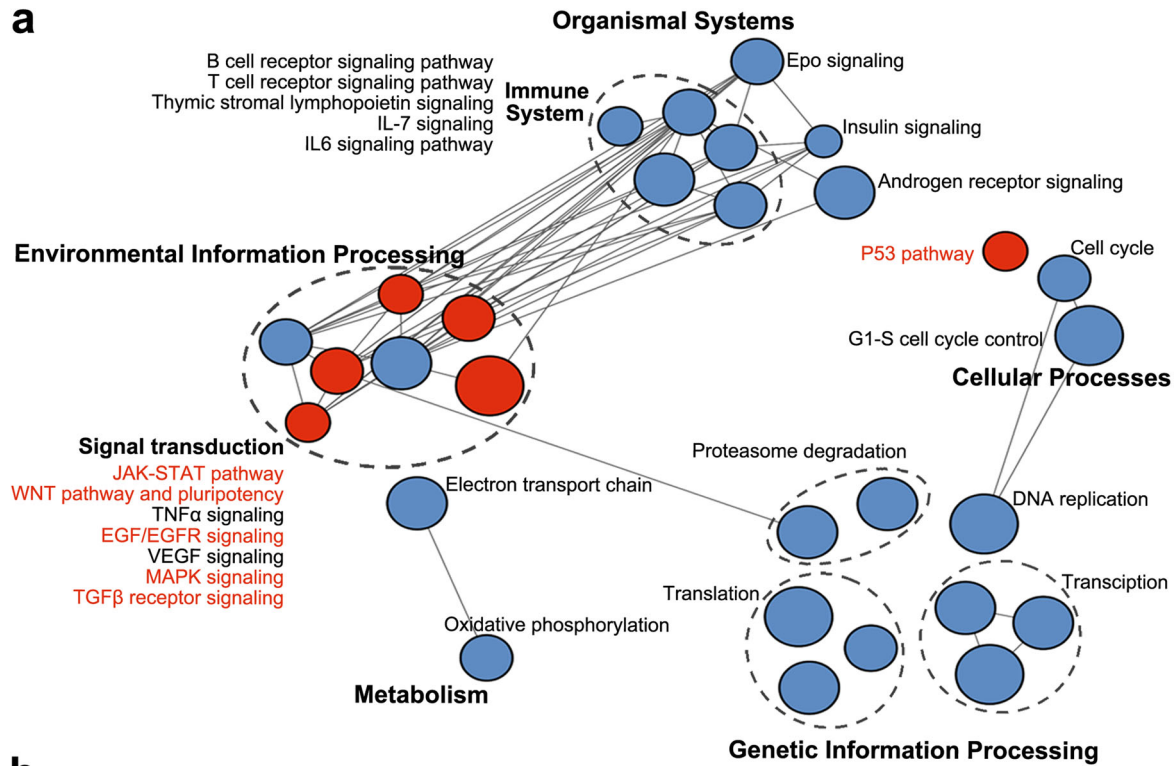 a
Organismal Systems
B cell receptor signaling pathway
T cell receptor signaling pathway
Thymic stromal lymphopoietin signaling
IL-7 signaling
IL6 signaling pathway
Immune
System
Epo signaling
Insulin signaling
Androgen receptor signaling
Environmental Information Processing
P53 pathway
Cell cycle
G1-S cell cycle control
Cellular Processes
Signal transduction
JAK-STAT pathway
WNT pathway and pluripotency
TNFα signaling
EGF/EGFR signaling
VEGF signaling
MAPK signaling
TGFβ receptor signaling
Proteasome degradation
Electron transport chain
DNA replication
Translation
Transciption
Oxidative phosphorylation
Metabolism
Genetic Information Processing